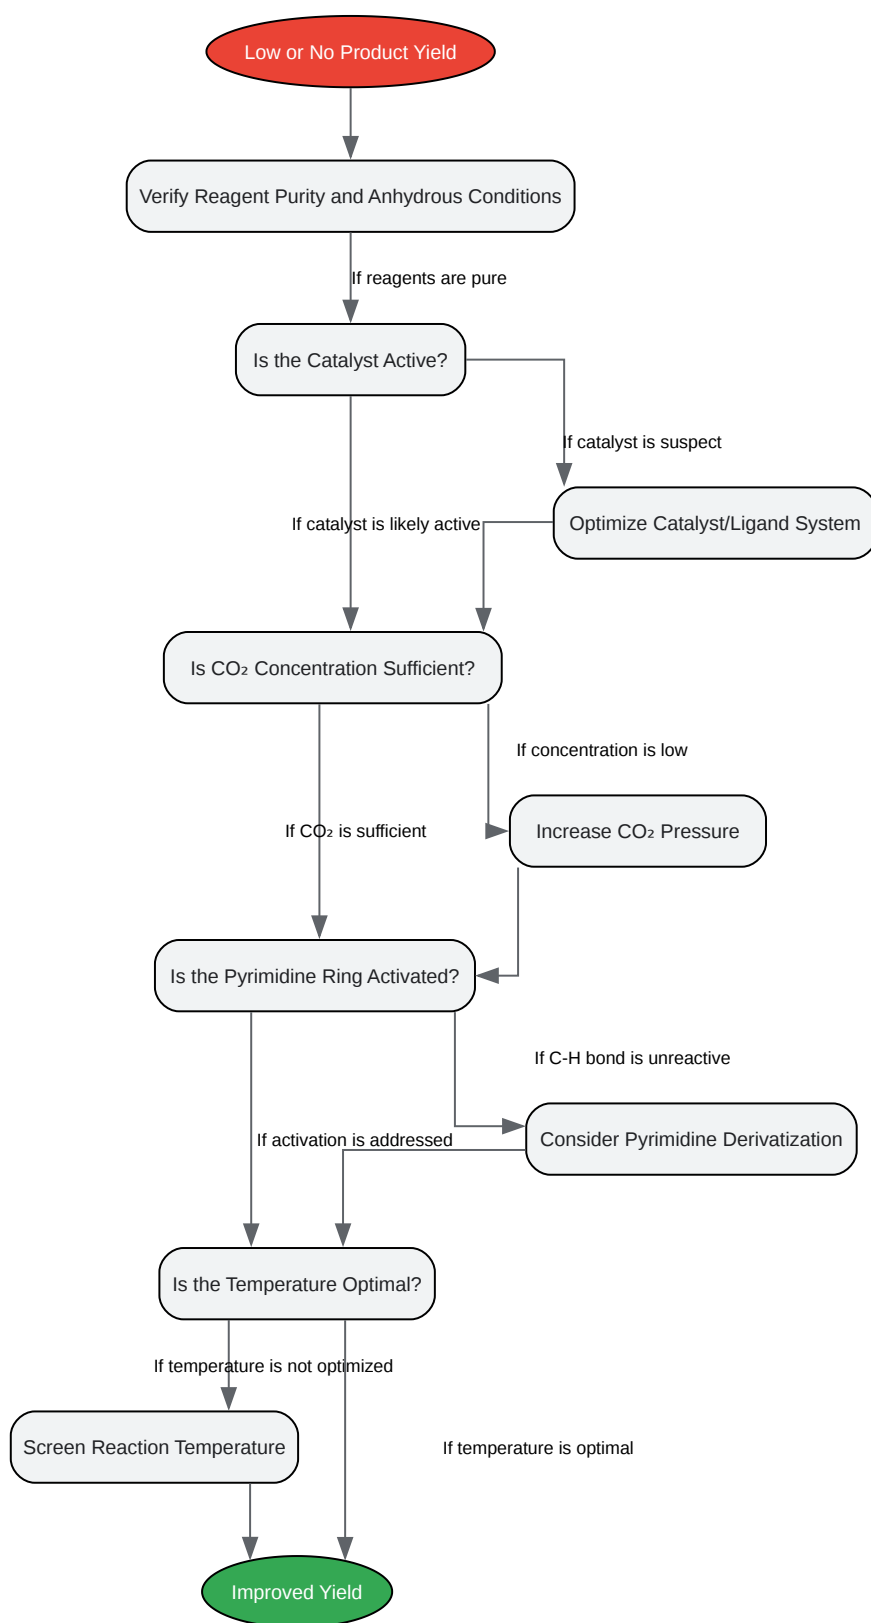 Low or No Product Yield
Verify Reagent Purity and Anhydrous Conditions
If reagents are pure
Is the Catalyst Active?
If catalyst is suspect
If catalyst is likely active
Optimize Catalyst/Ligand System
Is CO₂ Concentration Sufficient?
If concentration is low
If CO₂ is sufficient
Increase CO₂ Pressure
Is the Pyrimidine Ring Activated?
If C-H bond is unreactive
If activation is addressed
Consider Pyrimidine Derivatization
Is the Temperature Optimal?
If temperature is not optimized
Screen Reaction Temperature
If temperature is optimal
Improved Yield